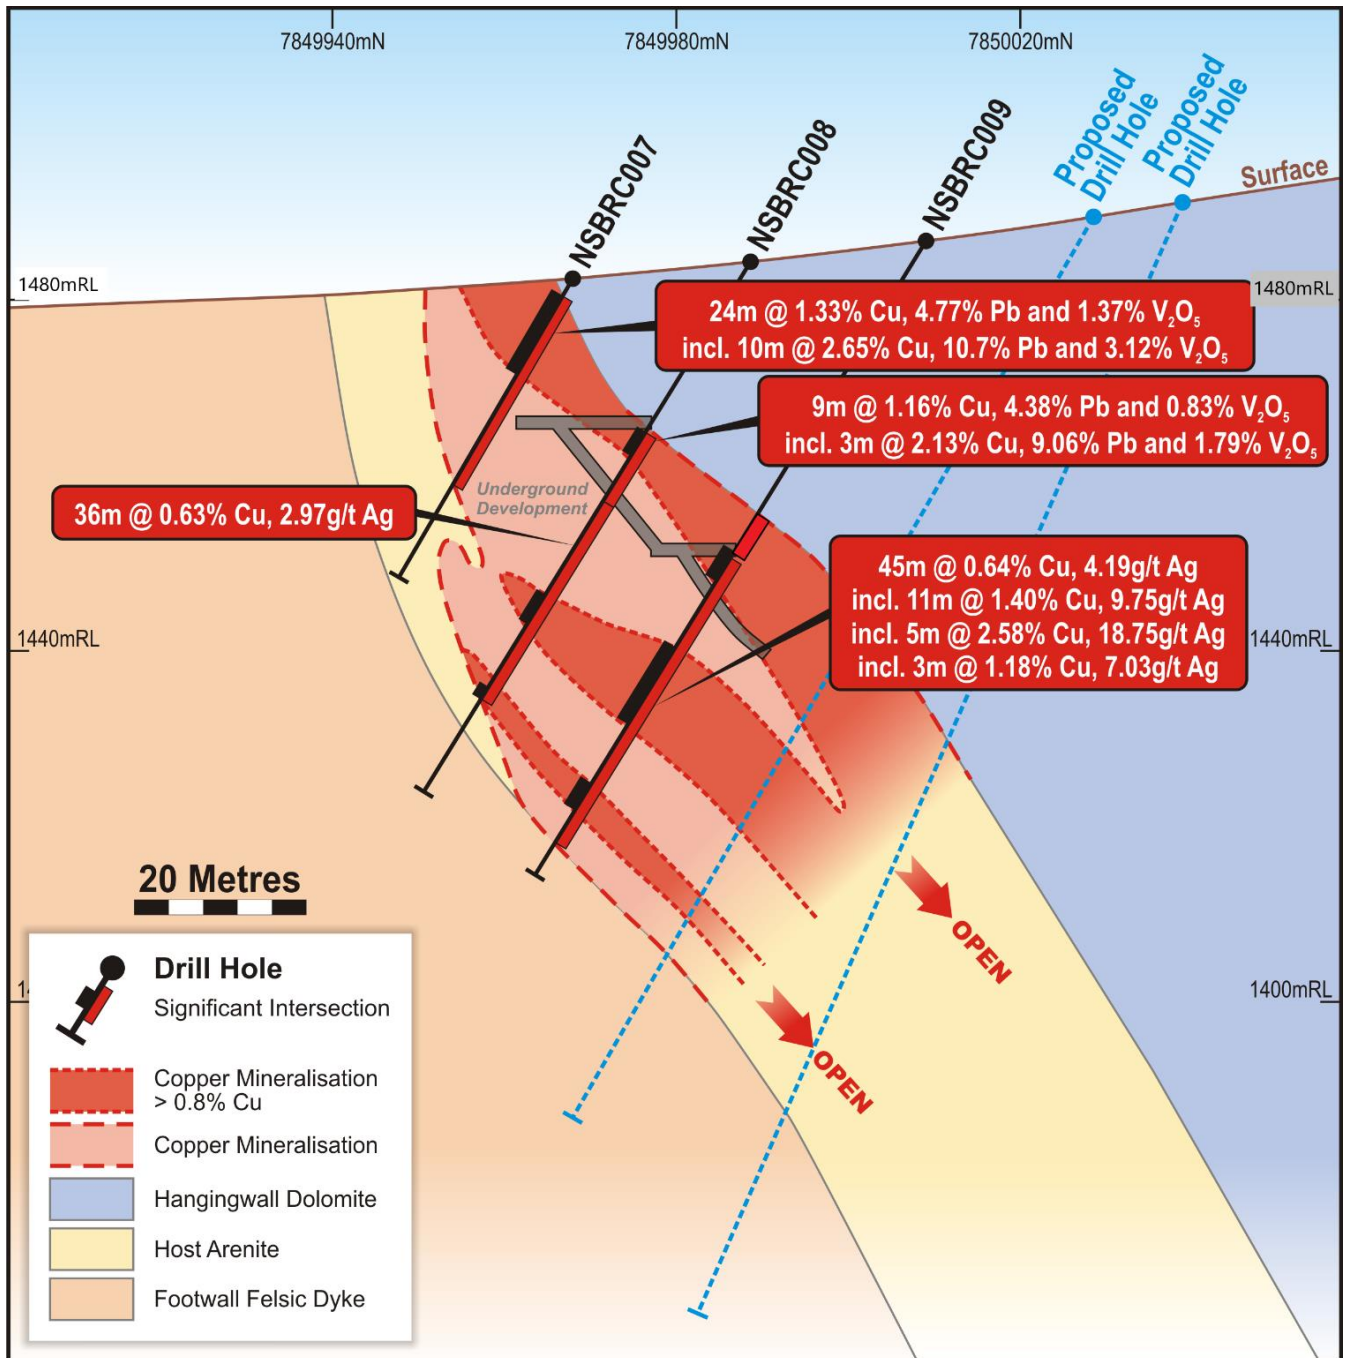 7849940mN
7849980mN
7850020mN
NSBRC007
NSBRC008
NSBRC009
Proposed
Drill Hole
Proposed
Drill Hole
Surface
1480mRL
1480mRL
24m @ 1.33% Cu, 4.77% Pb and 1.37% V₂O₅
incl. 10m @ 2.65% Cu, 10.7% Pb and 3.12% V₂O₅
9m @ 1.16% Cu, 4.38% Pb and 0.83% V₂O₅
incl. 3m @ 2.13% Cu, 9.06% Pb and 1.79% V₂O₅
Underground
Development
36m @ 0.63% Cu, 2.97g/t Ag
45m @ 0.64% Cu, 4.19g/t Ag
incl. 11m @ 1.40% Cu, 9.75g/t Ag
incl. 5m @ 2.58% Cu, 18.75g/t Ag
incl. 3m @ 1.18% Cu, 7.03g/t Ag
1440mRL
1440mRL
20 Metres
OPEN
OPEN
1400mRL
Drill Hole
Significant Intersection
Copper Mineralisation
> 0.8% Cu
Copper Mineralisation
Hangingwall Dolomite
Host Arenite
Footwall Felsic Dyke